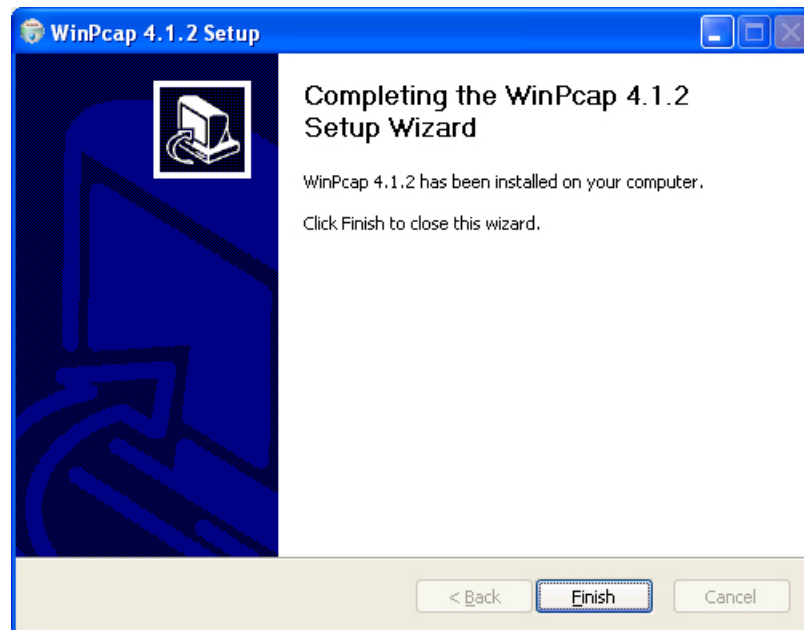 WinPcap 4.1.2 Setup
Completing the WinPcap 4.1.2
Setup Wizard
WinPcap 4.1.2 has been installed on your computer.
Click Finish to close this wizard.
< Back
Finish
Cancel